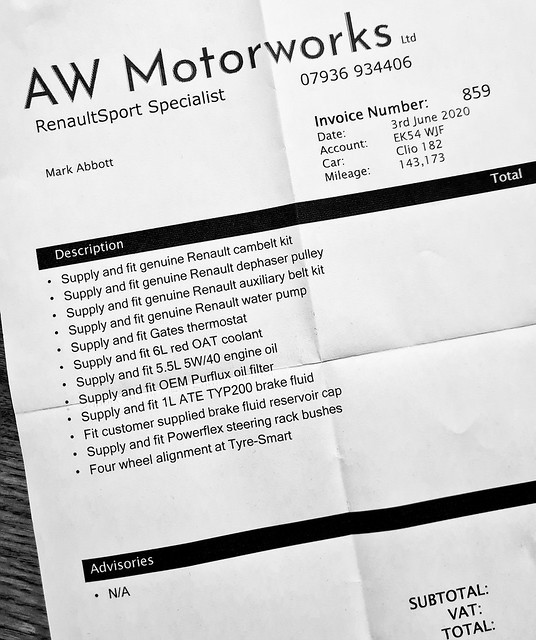 AW Motorworks Ltd
RenaultSport Specialist
07936 934406
Mark Abbott
Invoice Number: 859
Date: 3rd June 2020
Account: EK54 WJF
Car: Clio 182
Mileage: 143,173
Description Total
• Supply and fit genuine Renault cambelt kit
• Supply and fit genuine Renault dephaser pulley
• Supply and fit genuine Renault auxiliary belt kit
• Supply and fit genuine Renault water pump
• Supply and fit Gates thermostat
• Supply and fit 6L red OAT coolant
• Supply and fit 5.5L 5W/40 engine oil
• Supply and fit OEM Purflux oil filter
• Supply and fit 1L ATE TYP200 brake fluid
• Fit customer supplied brake fluid reservoir cap
• Supply and fit Powerflex steering rack bushes
• Four wheel alignment at Tyre-Smart
Advisories
• N/A
SUBTOTAL:
VAT:
TOTAL: